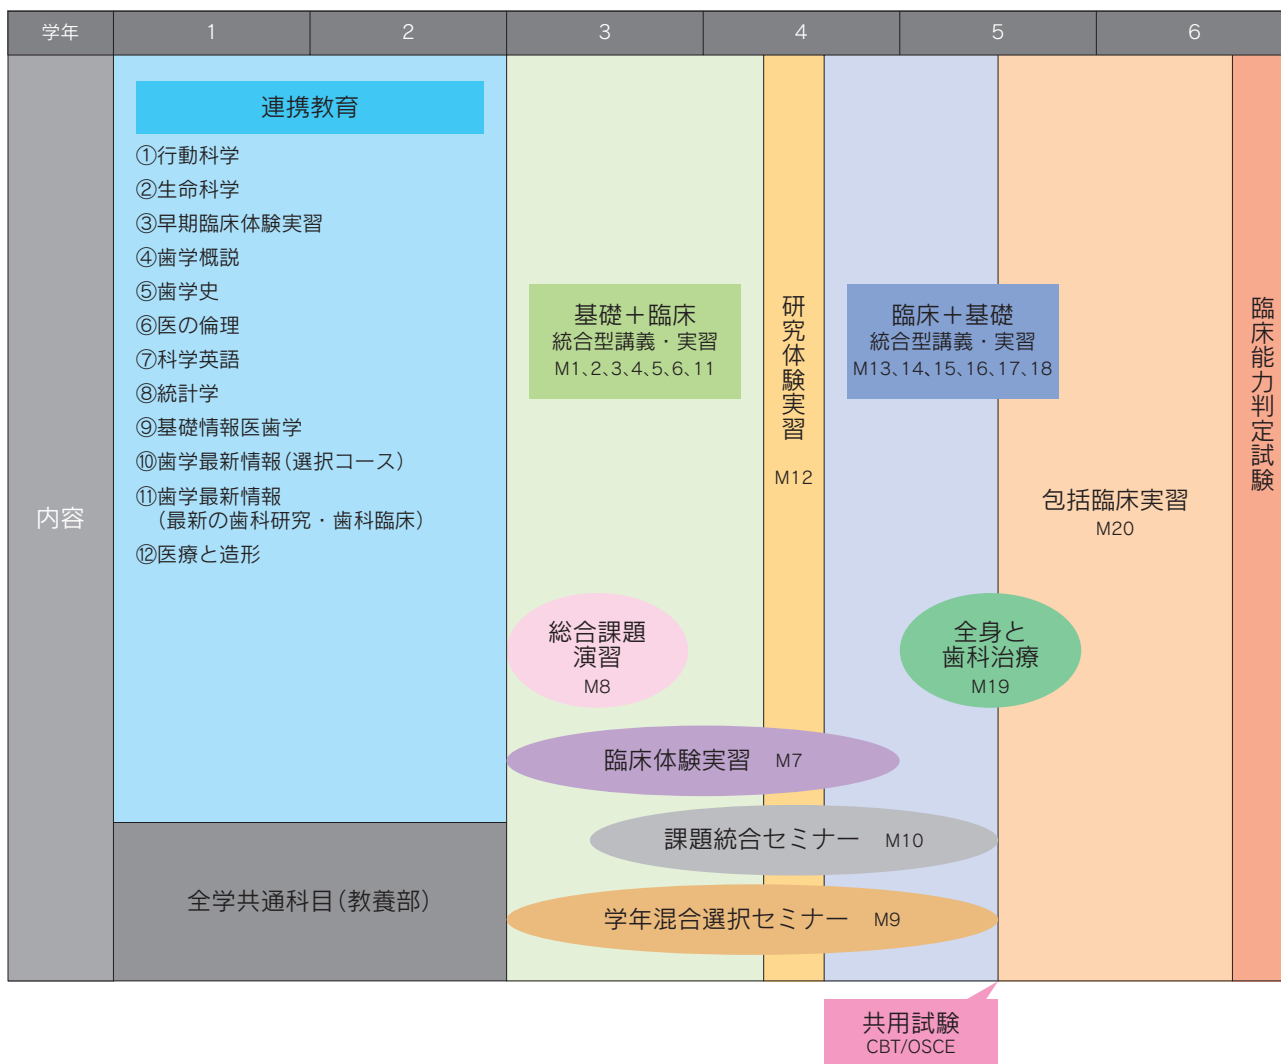 学年 1 2 3 4 5 6
内容
連携教育
①行動科学
②生命科学
③早期臨床体験実習
④歯学概説
⑤歯学史
⑥医の倫理
⑦科学英語
⑧統計学
⑨基礎情報医歯学
⑩歯学最新情報(選択コース)
⑪歯学最新情報
(最新の歯科研究・歯科臨床)
⑫医療と造形
全学共通科目(教養部)
基礎+臨床
統合型講義・実習
M1、2、3、4、5、6、11
研究体験実習
M12
臨床+基礎
統合型講義・実習
M13、14、15、16、17、18
包括臨床実習
M20
臨床能力判定試験
総合課題
演習
M8
全身と
歯科治療
M19
臨床体験実習 M7
課題統合セミナー M10
学年混合選択セミナー M9
共用試験
CBT/OSCE